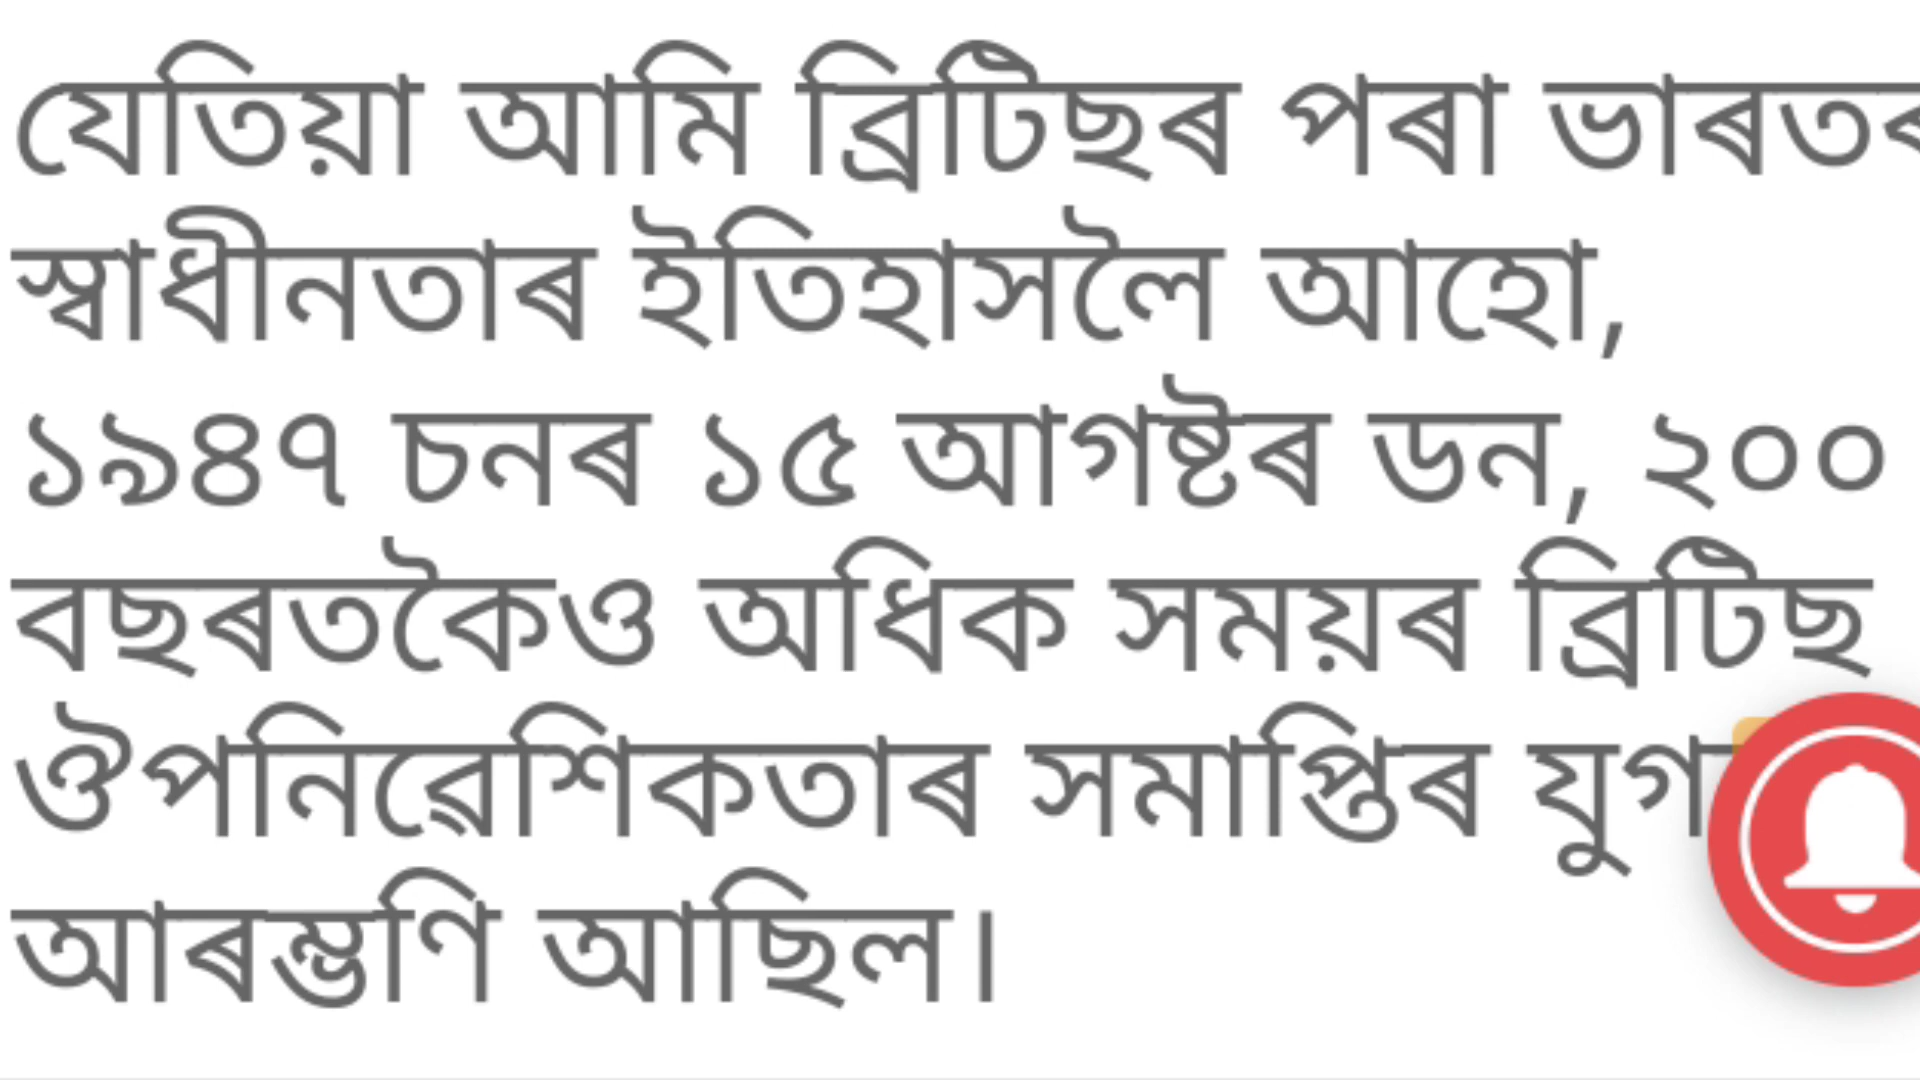 যেতিয়া আমি ব্ৰিটিছৰ পৰা ভাৰতৰ
স্বাধীনতাৰ ইতিহাসলৈ আহো,
১৯৪৭ চনৰ ১৫ আগষ্টৰ ডন, ২০০
বছৰতকৈও অধিক সময়ৰ ব্ৰিটিছ
ঔপনিৱেশিকতাৰ সমাপ্তিৰ
আৰম্ভণি আছিল।